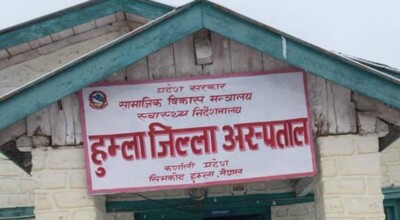 प्रदेश सरकार
सामाजिक विकास मन्त्रालय
स्वास्थ्य निर्देशनालय
हुम्ला जिल्ला अस्पताल
कर्णाली प्रदेश
सिमकोट हुम्ला, नेपाल